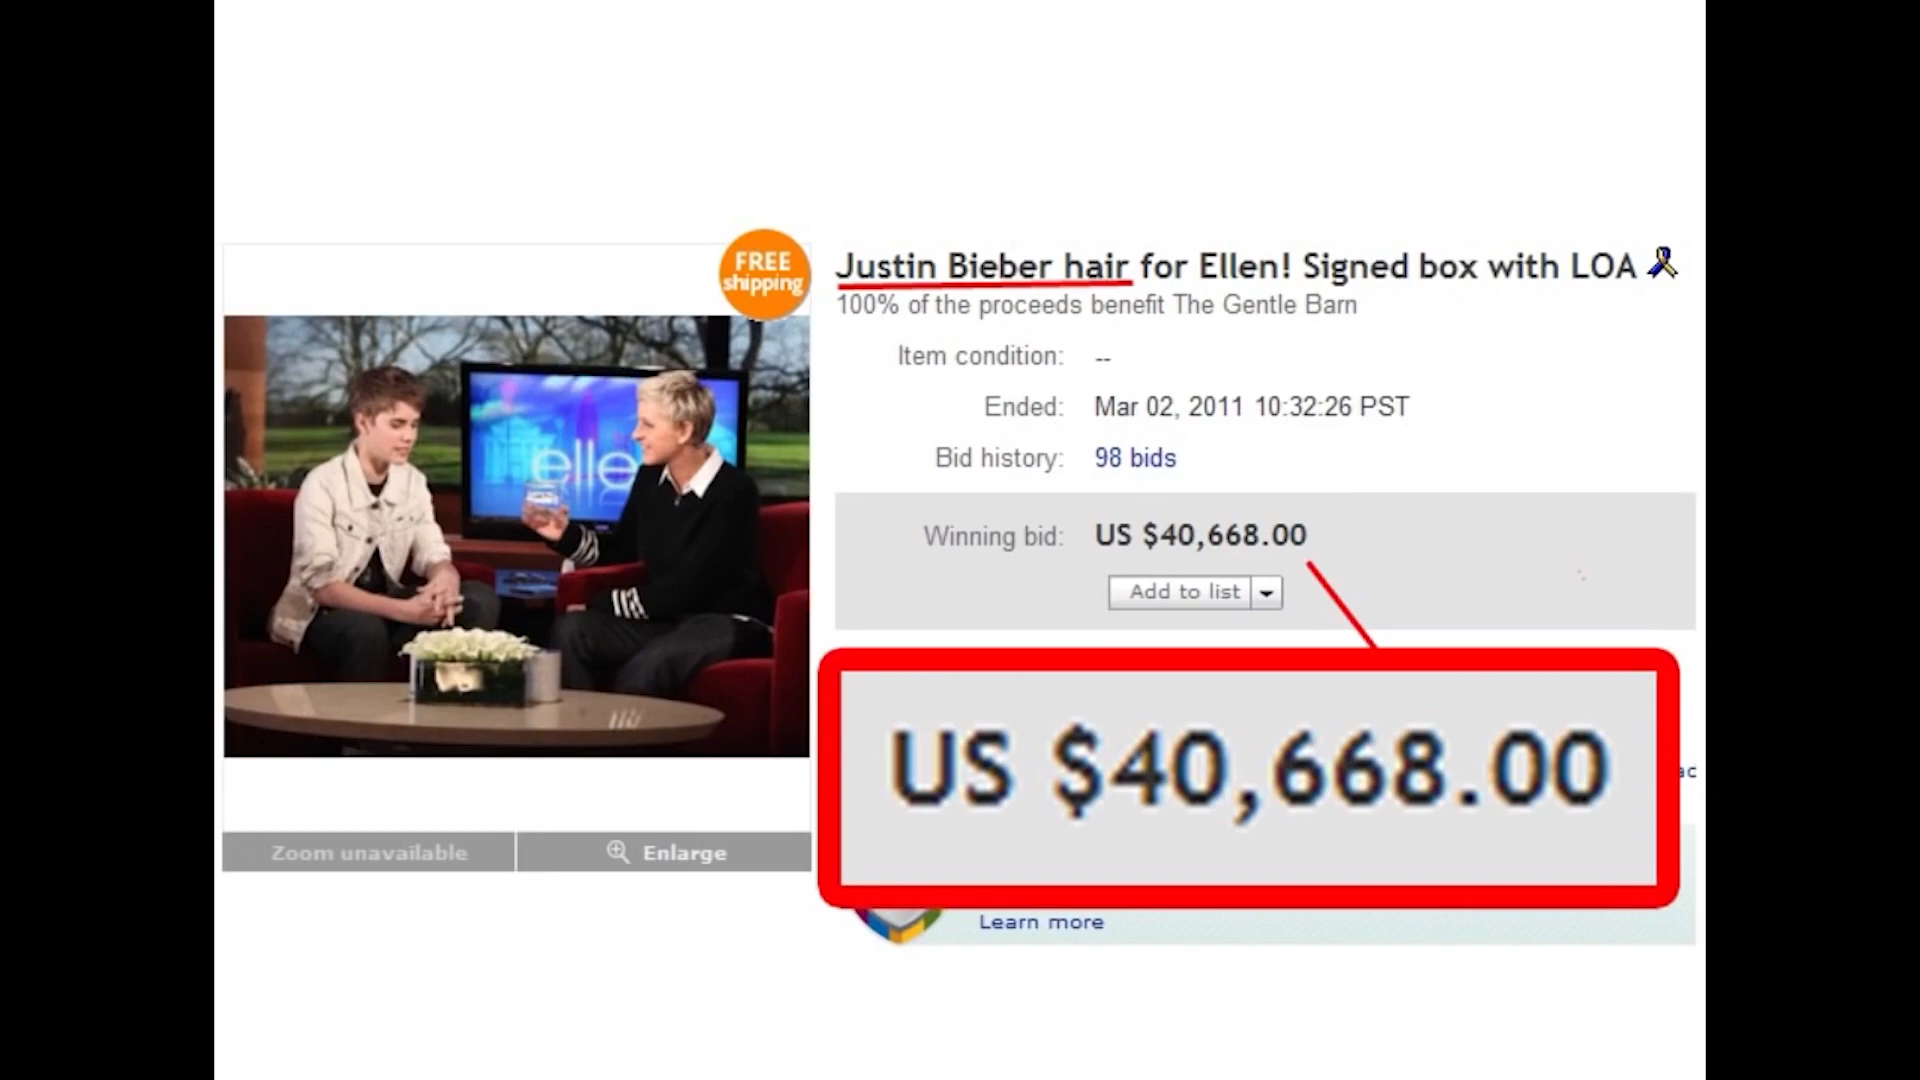 FREE
shipping
Justin Bieber hair for Ellen! Signed box with LOA
100% of the proceeds benefit The Gentle Barn
Item condition: --
Ended: Mar 02, 2011 10:32:26 PST
Bid history: 98 bids
Winning bid: US $40,668.00
Add to list
US $40,668.00
elle
ac
Zoom unavailable
Enlarge
Learn more